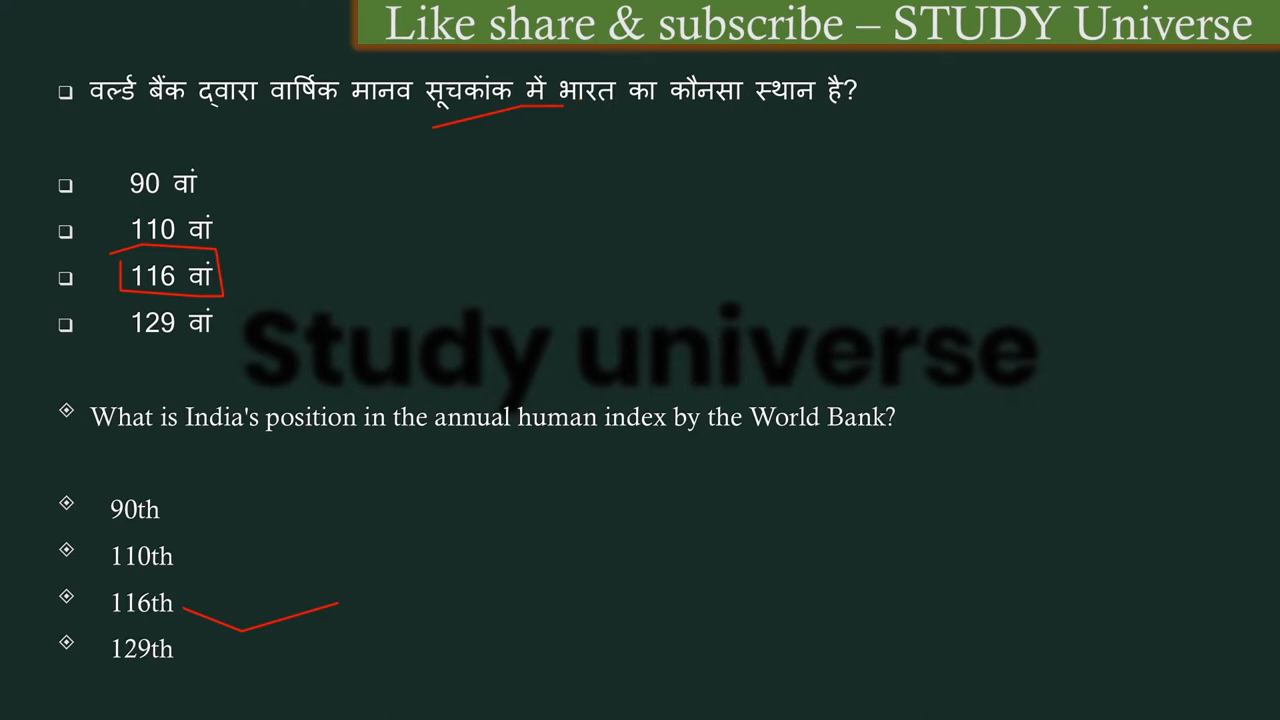 Like share & subscribe – STUDY Universe
वर्ल्ड बैंक द्वारा वार्षिक मानव सूचकांक में भारत का कौनसा स्थान है?
90 वां
110 वां
116 वां
129 वां
Study universe
What is India's position in the annual human index by the World Bank?
90th
110th
116th
129th